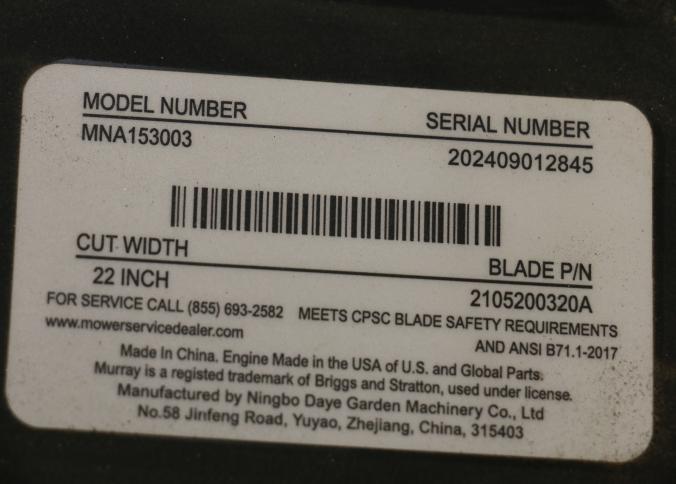 MODEL NUMBER SERIAL NUMBER
MNA153003 202409012845
CUT WIDTH BLADE P/N
22 INCH 2105200320A
FOR SERVICE CALL (855) 693-2582 MEETS CPSC BLADE SAFETY REQUIREMENTS
www.mowerservicedealer.com AND ANSI B71.1-2017
Made In China. Engine Made in the USA of U.S. and Global Parts.
Murray is a registed trademark of Briggs and Stratton, used under license.
Manufactured by Ningbo Daye Garden Machinery Co., Ltd
No.58 Jinfeng Road, Yuyao, Zhejiang, China, 315403